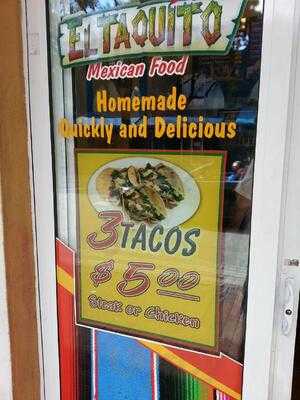 EL TAQUITO
Mexican Food
Homemade
Quickly and Delicious
3 TACOS
$5.00
Steak or Chicken